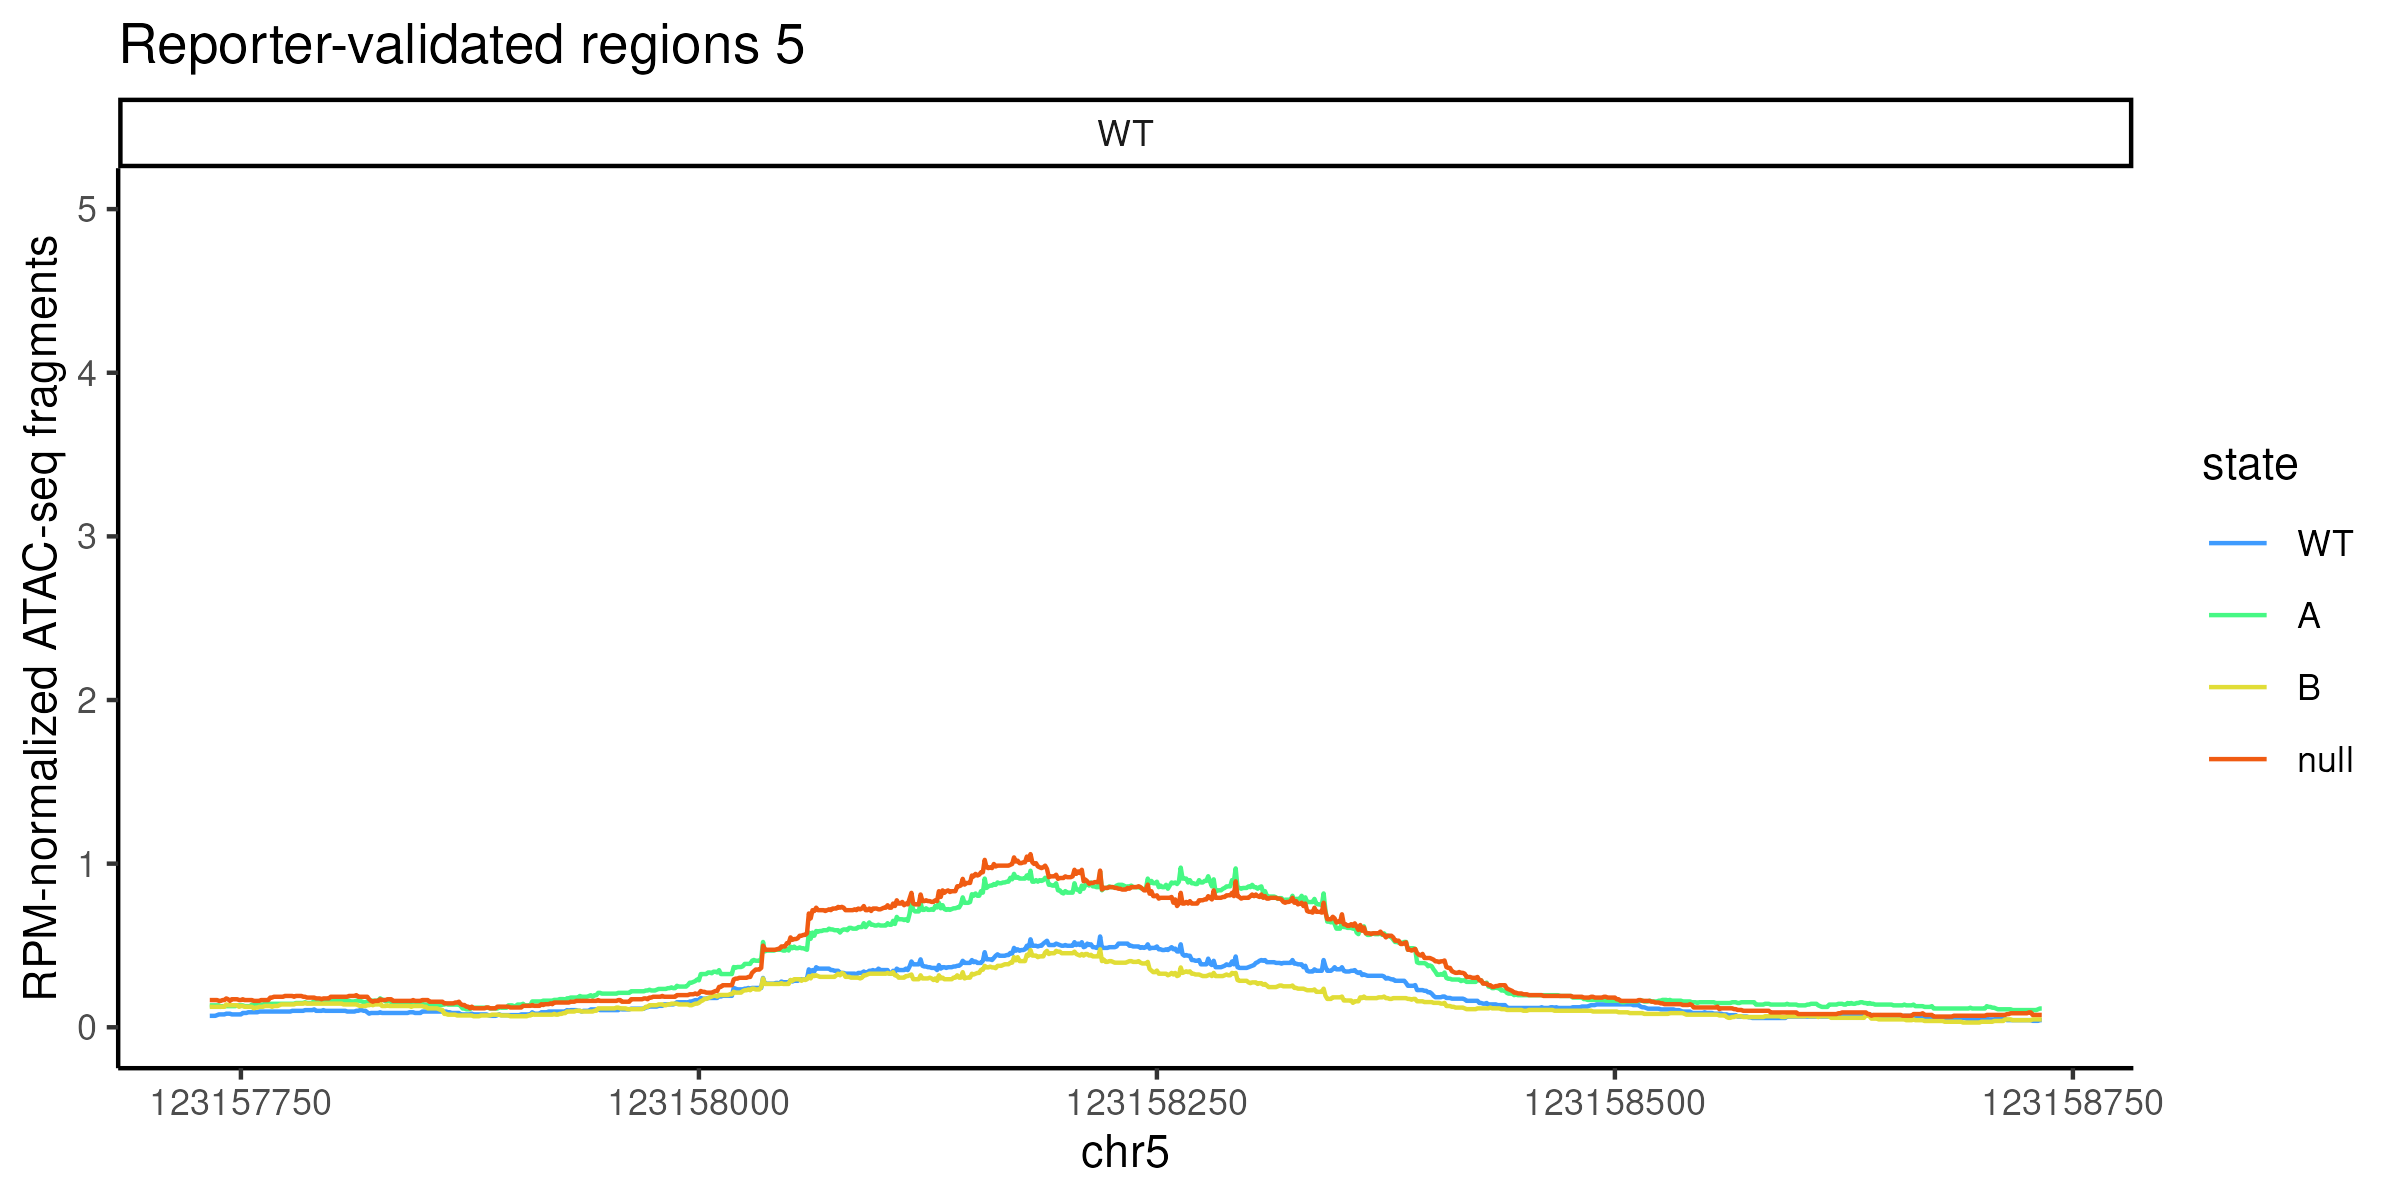 Reporter-validated regions 5
WT
RPM-normalized ATAC-seq fragments
5
4
3
2
1
0
123157750 123158000 123158250 123158500 123158750
chr5
state
WT
A
B
null